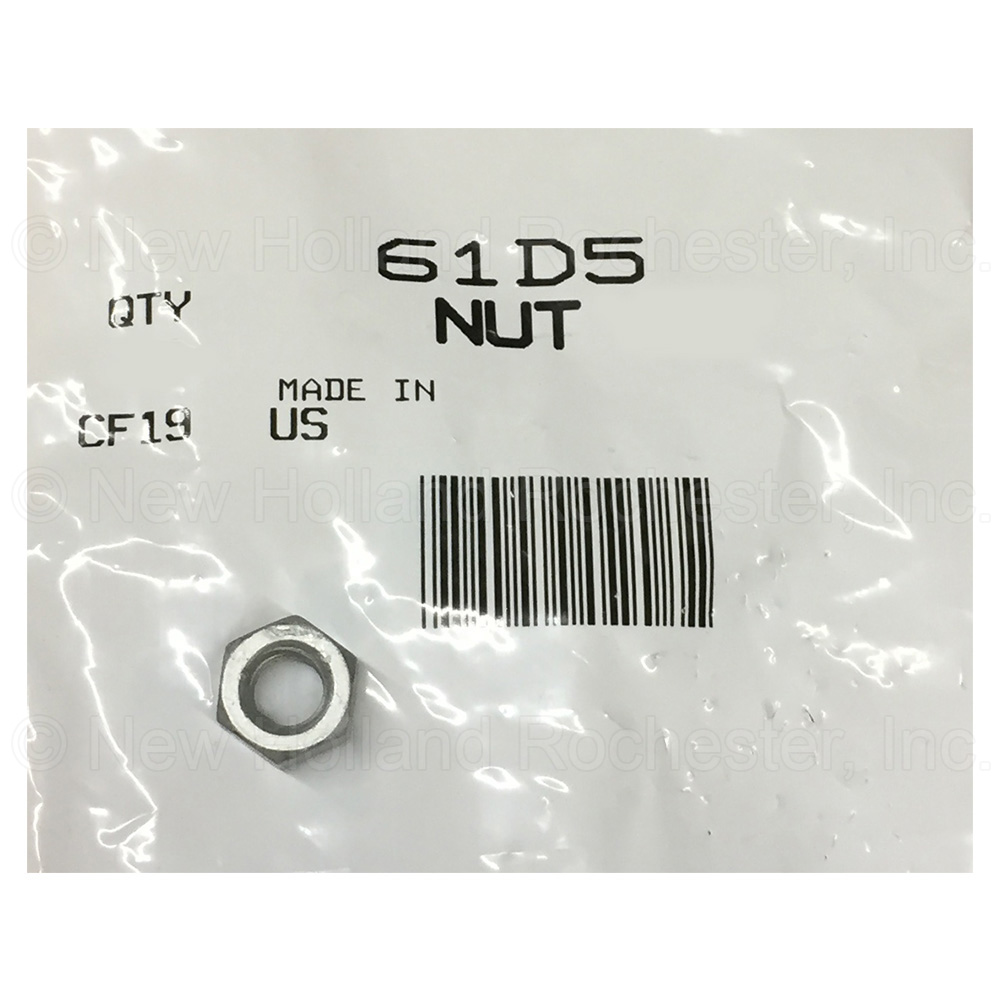 61D5
NUT
QTY
MADE IN
CF19 US
© New Holland Rochester, Inc.
© New Holland Rochester, Inc.
© New Holland Rochester, Inc.